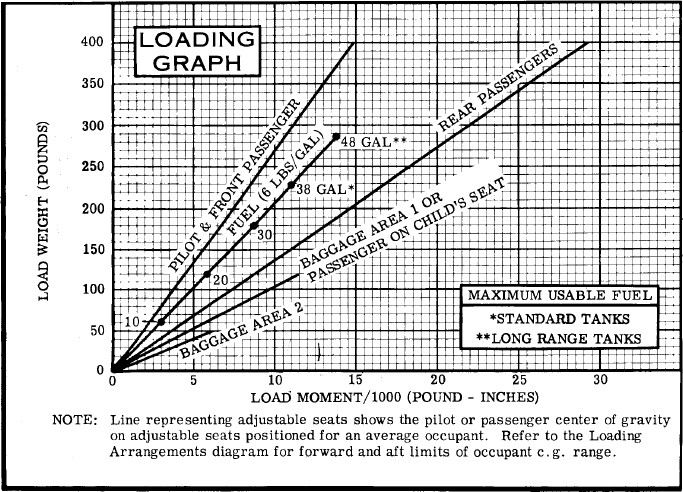 LOADING
GRAPH
LOAD WEIGHT (POUNDS)
400
350
300
250
200
150
100
50
0
PILOT & FRONT PASSENGER
FUEL (6 LBS/GAL)
REAR PASSENGERS
48 GAL**
38 GAL*
30
20
10
BAGGAGE AREA 1 OR
PASSENGER ON CHILD'S SEAT
BAGGAGE AREA 2
MAXIMUM USABLE FUEL
*STANDARD TANKS
**LONG RANGE TANKS
0 5 10 15 20 25 30
LOAD MOMENT/1000 (POUND - INCHES)
NOTE: Line representing adjustable seats shows the pilot or passenger center of gravity
on adjustable seats positioned for an average occupant. Refer to the Loading
Arrangements diagram for forward and aft limits of occupant c.g. range.